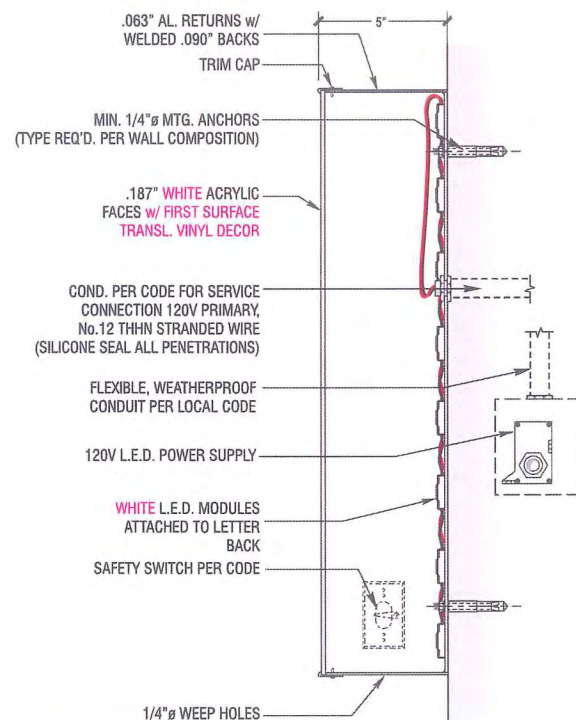 .063" AL. RETURNS w/
WELDED .090" BACKS
5"
TRIM CAP
MIN. 1/4"ø MTG. ANCHORS
(TYPE REQ'D. PER WALL COMPOSITION)
.187" WHITE ACRYLIC
FACES w/ FIRST SURFACE
TRANSL. VINYL DECOR
COND. PER CODE FOR SERVICE
CONNECTION 120V PRIMARY,
No.12 THHN STRANDED WIRE
(SILICONE SEAL ALL PENETRATIONS)
FLEXIBLE, WEATHERPROOF
CONDUIT PER LOCAL CODE
120V L.E.D. POWER SUPPLY
WHITE L.E.D. MODULES
ATTACHED TO LETTER
BACK
SAFETY SWITCH PER CODE
1/4"ø WEEP HOLES